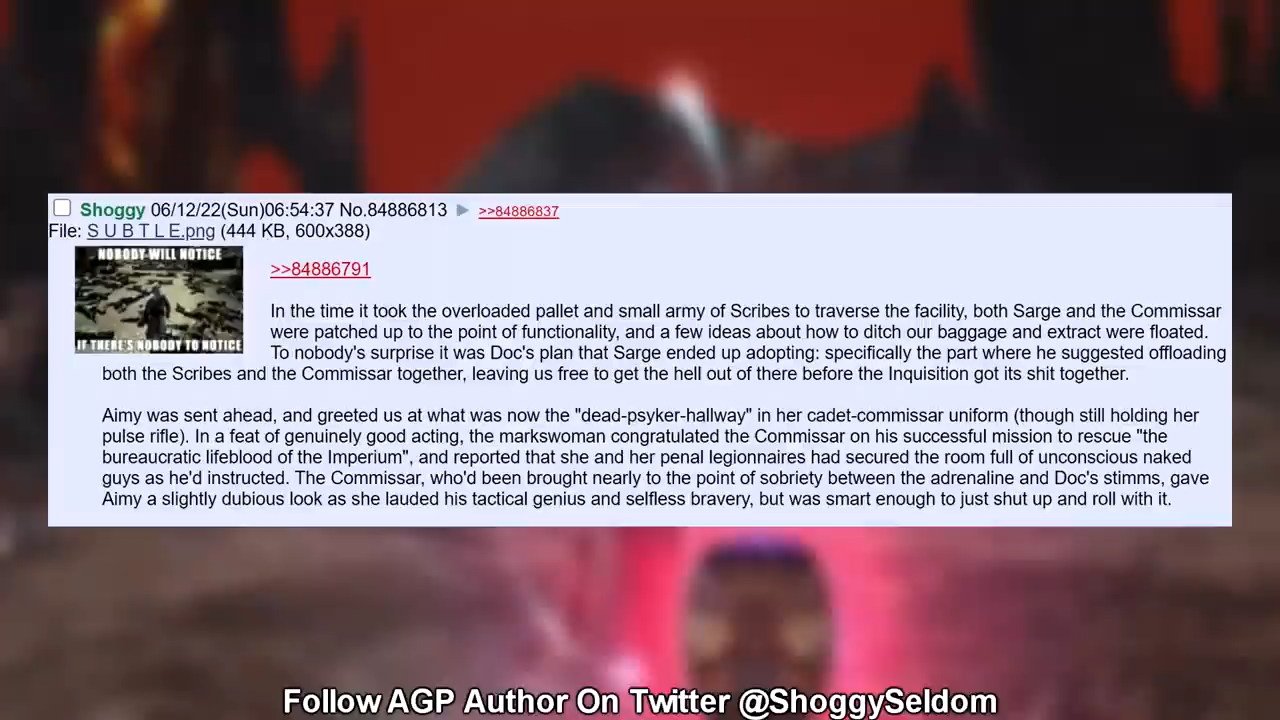 Shoggy 06/12/22(Sun)06:54:37 No.84886813 ▶ >>84886837
File: S U B T L E.png (444 KB, 600x388)
NOBODY WILL NOTICE
IF THERE'S NOBODY TO NOTICE
>>84886791
In the time it took the overloaded pallet and small army of Scribes to traverse the facility, both Sarge and the Commissar
were patched up to the point of functionality, and a few ideas about how to ditch our baggage and extract were floated.
To nobody's surprise it was Doc's plan that Sarge ended up adopting: specifically the part where he suggested offloading
both the Scribes and the Commissar together, leaving us free to get the hell out of there before the Inquisition got its shit together.
Aimy was sent ahead, and greeted us at what was now the "dead-psyker-hallway" in her cadet-commissar uniform (though still holding her
pulse rifle). In a feat of genuinely good acting, the markswoman congratulated the Commissar on his successful mission to rescue "the
bureaucratic lifeblood of the Imperium", and reported that she and her penal legionnaires had secured the room full of unconscious naked
guys as he'd instructed. The Commissar, who'd been brought nearly to the point of sobriety between the adrenaline and Doc's stimms, gave
Aimy a slightly dubious look as she lauded his tactical genius and selfless bravery, but was smart enough to just shut up and roll with it.
Follow AGP Author On Twitter @ShoggySeldom